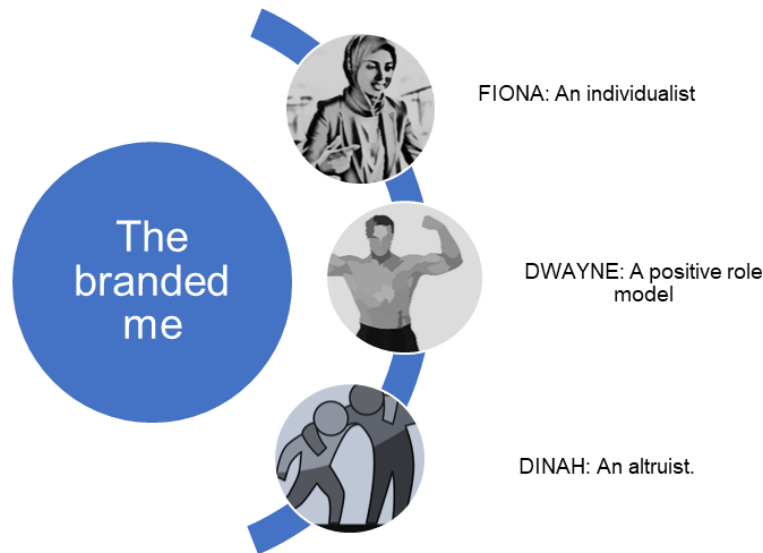 The
branded
me
FIONA: An individualist
DWAYNE: A positive role
model
DINAH: An altruist.